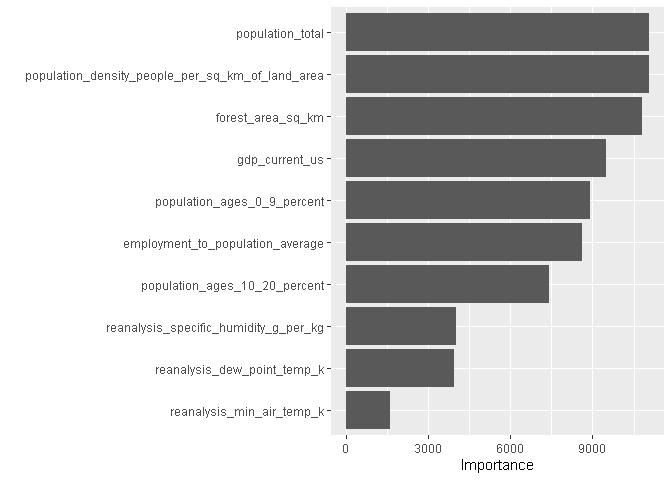 population_total
population_density_people_per_sq_km_of_land_area
forest_area_sq_km
gdp_current_us
population_ages_0_9_percent
employment_to_population_average
population_ages_10_20_percent
reanalysis_specific_humidity_g_per_kg
reanalysis_dew_point_temp_k
reanalysis_min_air_temp_k
0 3000 6000 9000
Importance